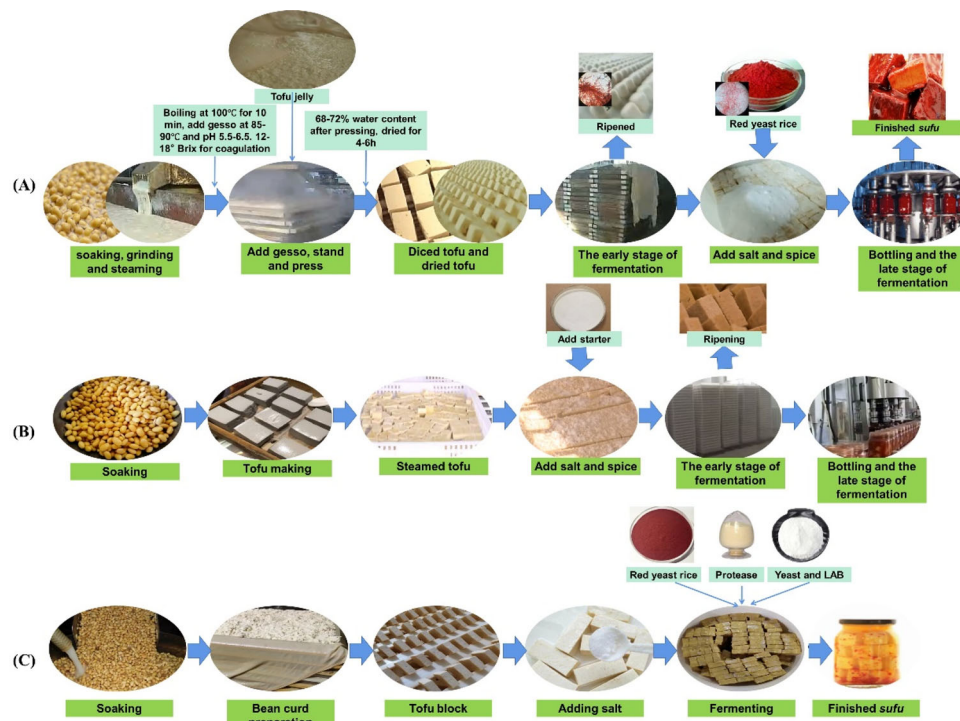 Tofu jelly
Boiling at 100℃ for 10
min, add gesso at 85-
90℃ and pH 5.5-6.5. 12-
18° Brix for coagulation
68-72% water content
after pressing, dried for
4-6h
Ripened
Red yeast rice
Finished sufu
(A)
soaking, grinding
and steaming
Add gesso, stand
and press
Diced tofu and
dried tofu
The early stage of
fermentation
Add salt and spice
Bottling and the
late stage of
fermentation
Add starter
Ripening
(B)
Soaking
Tofu making
Steamed tofu
Add salt and spice
The early stage of
fermentation
Bottling and the
late stage of
fermentation
Red yeast rice
Protease
Yeast and LAB
(C)
Soaking
Bean curd
preparation
Tofu block
Adding salt
Fermenting
Finished sufu